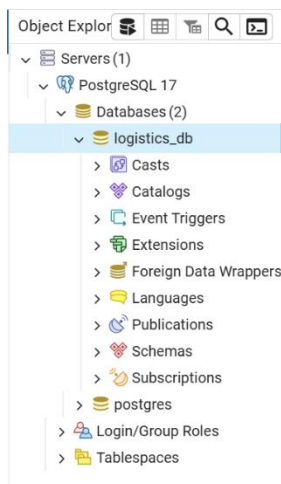 Object Explor
Servers (1)
PostgreSQL 17
Databases (2)
logistics_db
Casts
Catalogs
Event Triggers
Extensions
Foreign Data Wrappers
Languages
Publications
Schemas
Subscriptions
postgres
Login/Group Roles
Tablespaces